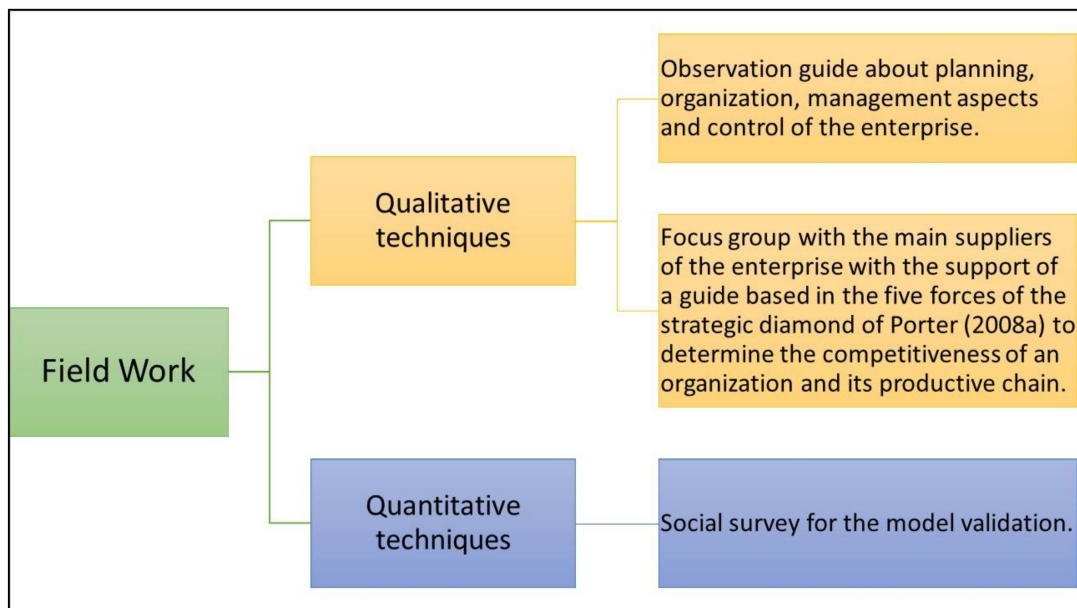 Field Work
Qualitative
techniques
Observation guide about planning,
organization, management aspects
and control of the enterprise.
Focus group with the main suppliers
of the enterprise with the support of
a guide based in the five forces of the
strategic diamond of Porter (2008a) to
determine the competitiveness of an
organization and its productive chain.
Quantitative
techniques
Social survey for the model validation.